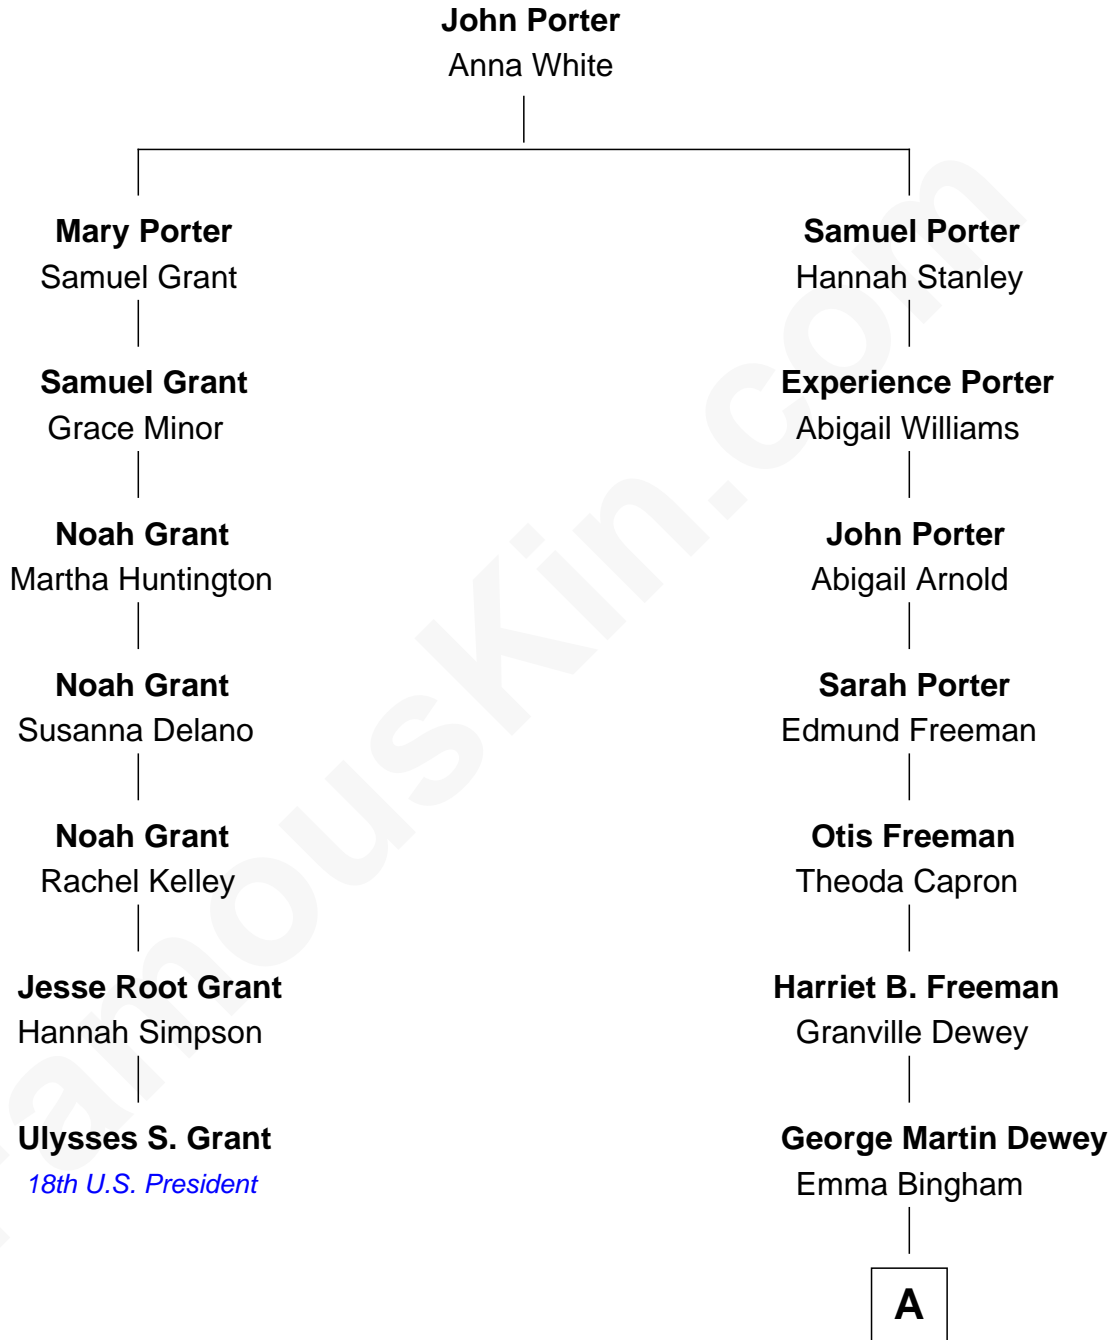 John Porter
Anna White
Mary Porter
Samuel Grant
Samuel Porter
Hannah Stanley
Samuel Grant
Grace Minor
Experience Porter
Abigail Williams
Noah Grant
Martha Huntington
John Porter
Abigail Arnold
Noah Grant
Susanna Delano
Sarah Porter
Edmund Freeman
Noah Grant
Rachel Kelley
Otis Freeman
Theoda Capron
Jesse Root Grant
Hannah Simpson
Harriet B. Freeman
Granville Dewey
Ulysses S. Grant
18th U.S. President
George Martin Dewey
Emma Bingham
A
FamousKin.com